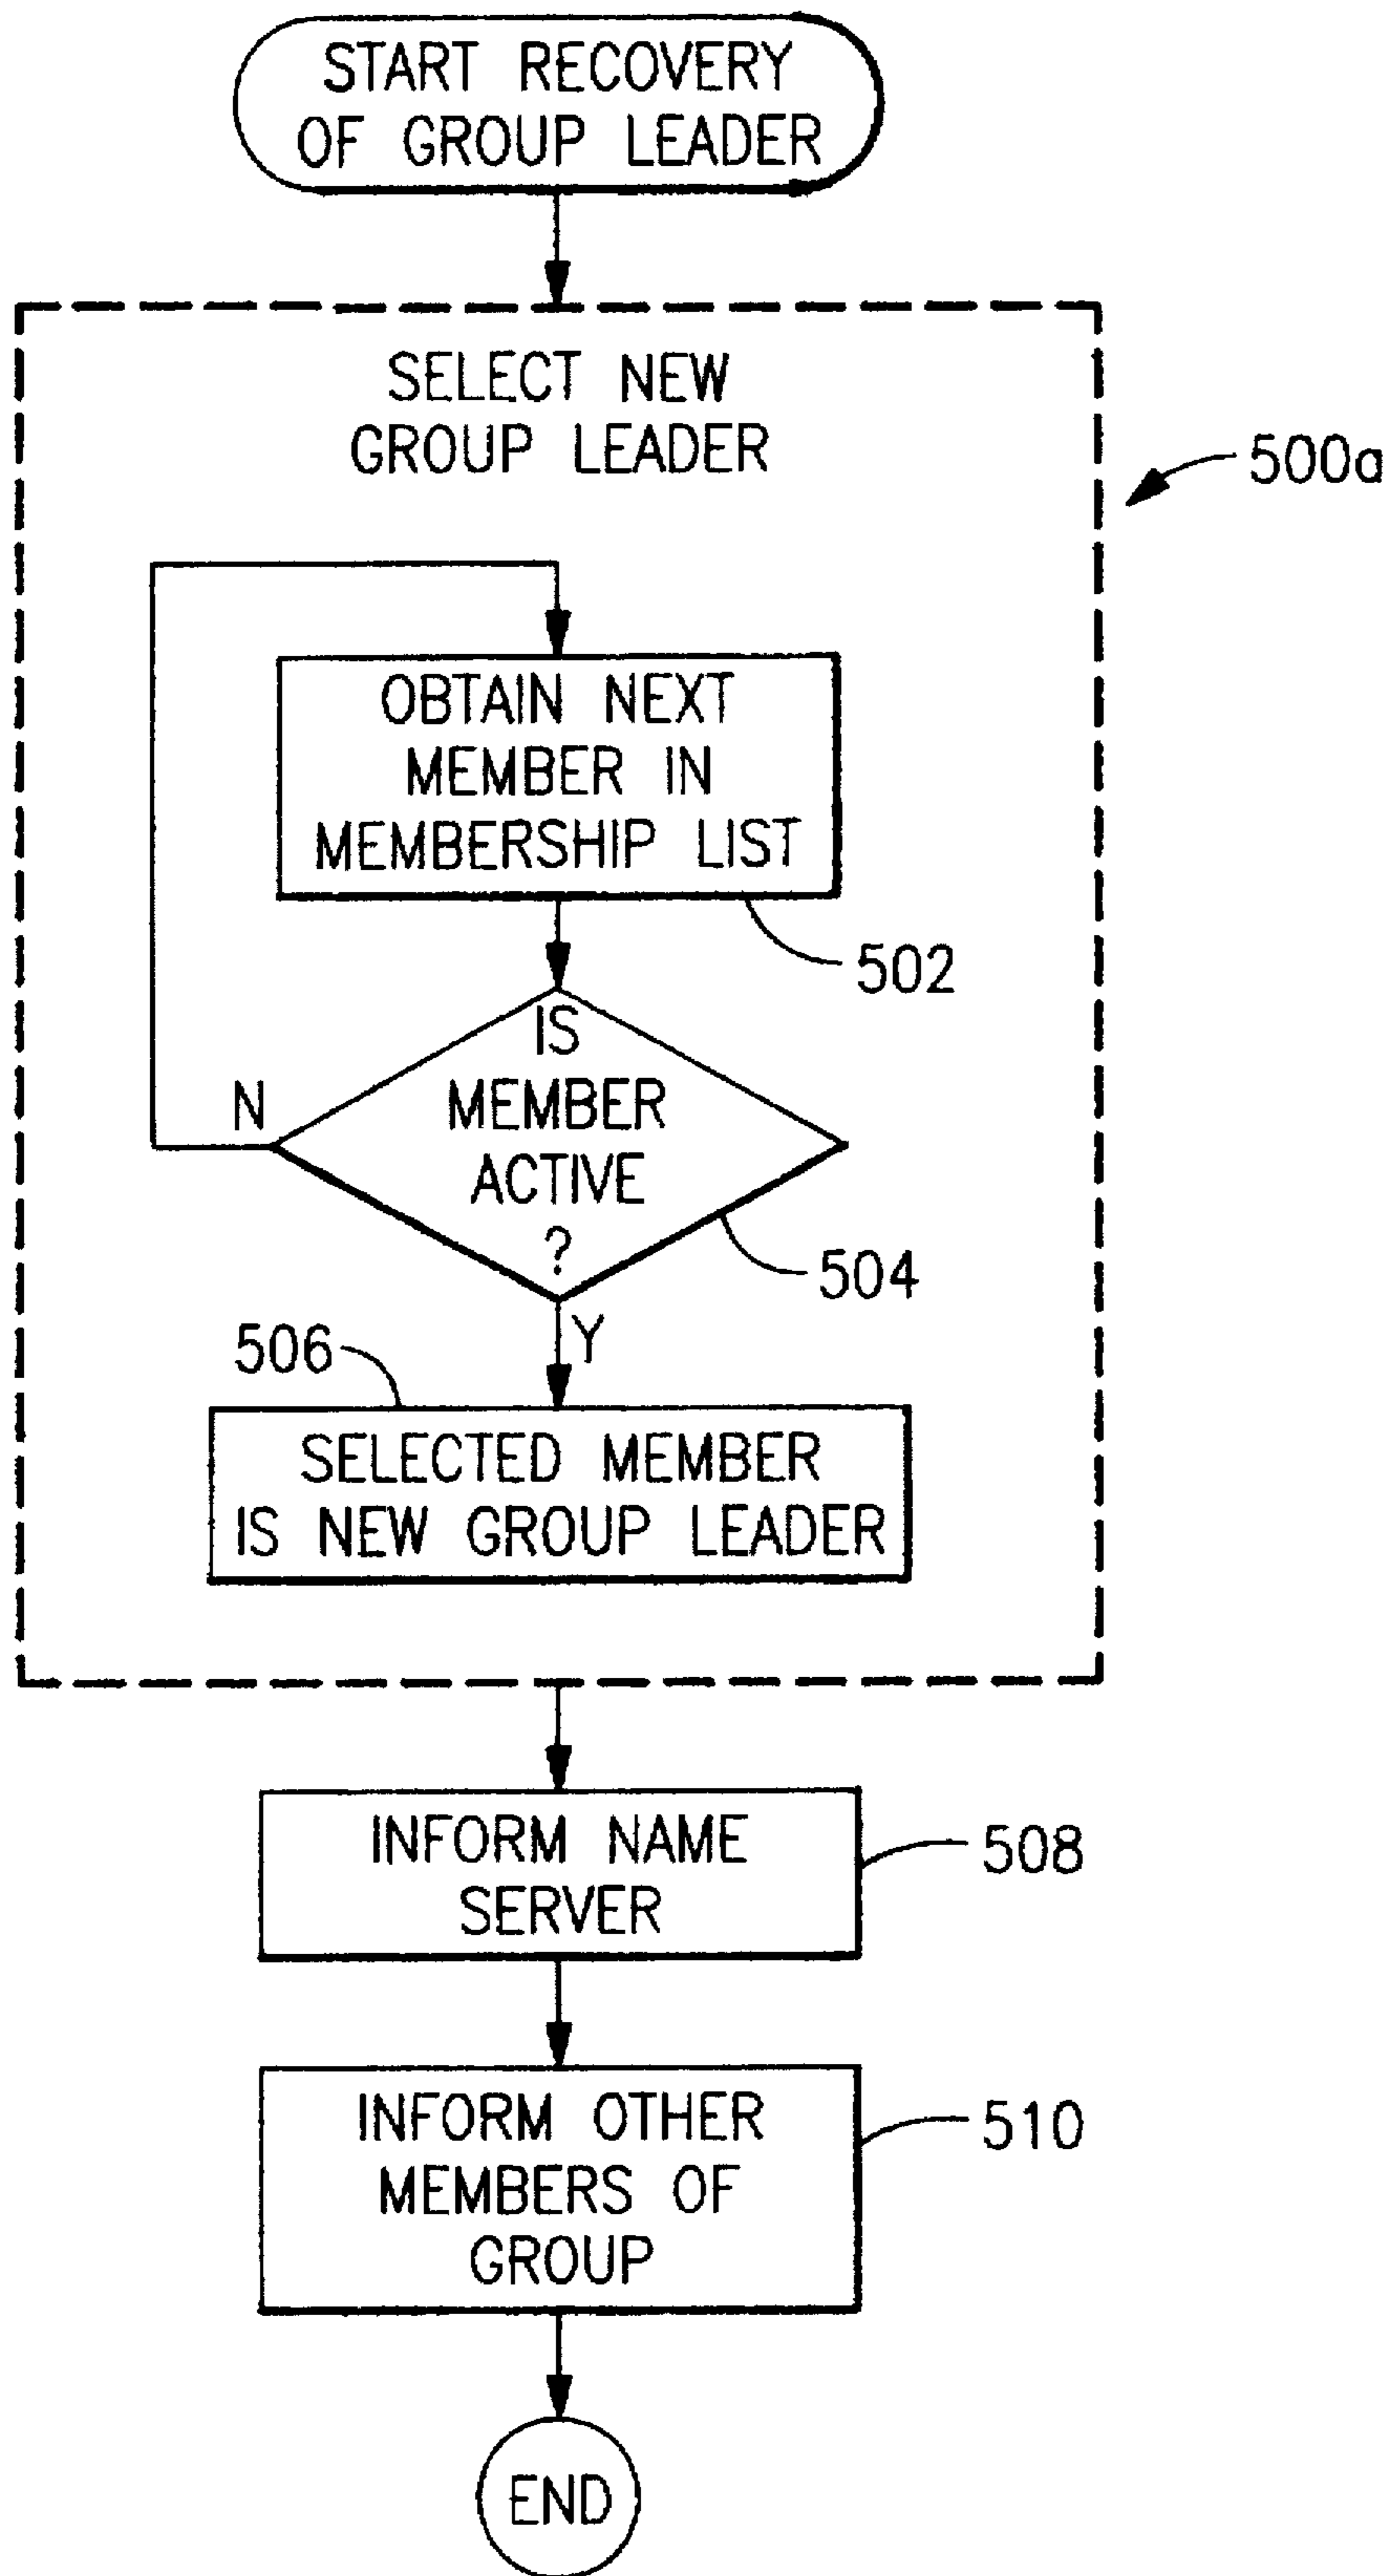 START RECOVERY
OF GROUP LEADER
SELECT NEW
GROUP LEADER
500a
OBTAIN NEXT
MEMBER IN
MEMBERSHIP LIST
502
IS
MEMBER
ACTIVE
?
N
504
Y
506
SELECTED MEMBER
IS NEW GROUP LEADER
INFORM NAME
SERVER
508
INFORM OTHER
MEMBERS OF
GROUP
510
END